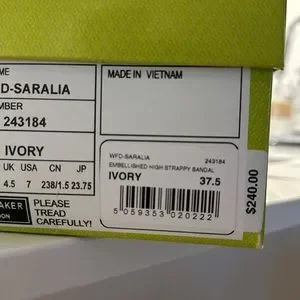 ME
D-SARALIA
MBER
243184
IVORY
UK USA CN JP
4.5 7 238/1.5 23.75
AKER
ON
PLEASE
TREAD
CAREFULLY!
MADE IN VIETNAM
WFD-SARALIA 243184
EMBELLISHED HIGH STRAPPY SANDAL
IVORY 37.5
5 059353 020222
$240.00